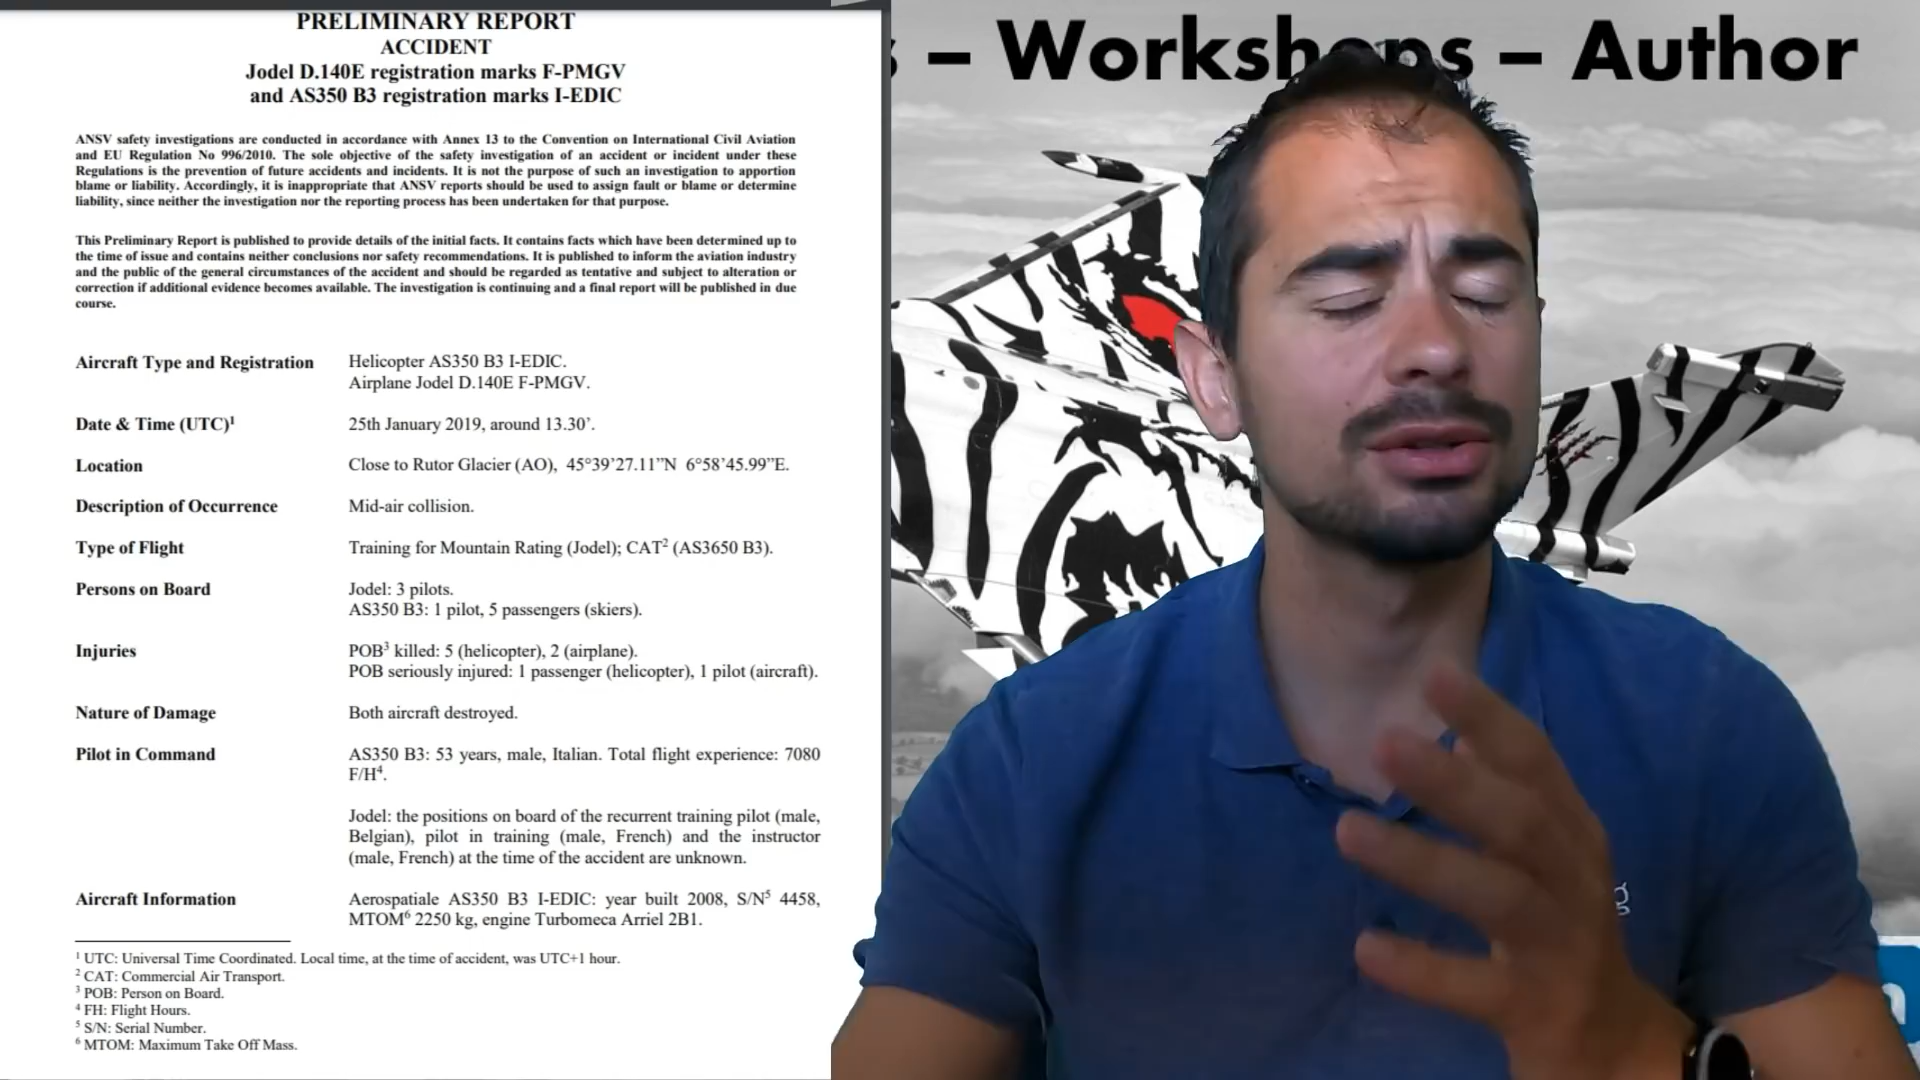 PRELIMINARY REPORT
ACCIDENT
Jodel D.140E registration marks F-PMGV
and AS350 B3 registration marks I-EDIC
ANSV safety investigations are conducted in accordance with Annex 13 to the Convention on International Civil Aviation
and EU Regulation No 996/2010. The sole objective of the safety investigation of an accident or incident under these
Regulations is the prevention of future accidents and incidents. It is not the purpose of such an investigation to apportion
blame or liability. Accordingly, it is inappropriate that ANSV reports should be used to assign fault or blame or determine
liability, since neither the investigation nor the reporting process has been undertaken for that purpose.
This Preliminary Report is published to provide details of the initial facts. It contains facts which have been determined up to
the time of issue and contains neither conclusions nor safety recommendations. It is published to inform the aviation industry
and the public of the general circumstances of the accident and should be regarded as tentative and subject to alteration or
correction if additional evidence becomes available. The investigation is continuing and a final report will be published in due
course.
Aircraft Type and Registration Helicopter AS350 B3 I-EDIC.
Airplane Jodel D.140E F-PMGV.
Date & Time (UTC)¹ 25th January 2019, around 13.30’.
Location Close to Rutor Glacier (AO), 45°39’27.11”N 6°58’45.99”E.
Description of Occurrence Mid-air collision.
Type of Flight Training for Mountain Rating (Jodel); CAT² (AS3650 B3).
Persons on Board Jodel: 3 pilots.
AS350 B3: 1 pilot, 5 passengers (skiers).
Injuries POB³ killed: 5 (helicopter), 2 (airplane).
POB seriously injured: 1 passenger (helicopter), 1 pilot (aircraft).
Nature of Damage Both aircraft destroyed.
Pilot in Command AS350 B3: 53 years, male, Italian. Total flight experience: 7080
F/H⁴.
Jodel: the positions on board of the recurrent training pilot (male,
Belgian), pilot in training (male, French) and the instructor
(male, French) at the time of the accident are unknown.
Aircraft Information Aerospatiale AS350 B3 I-EDIC: year built 2008, S/N⁵ 4458,
MTOM⁶ 2250 kg, engine Turbomeca Arriel 2B1.
¹ UTC: Universal Time Coordinated. Local time, at the time of accident, was UTC+1 hour.
² CAT: Commercial Air Transport.
³ POB: Person on Board.
⁴ FH: Flight Hours.
⁵ S/N: Serial Number.
⁶ MTOM: Maximum Take Off Mass.
– Workshops – Author